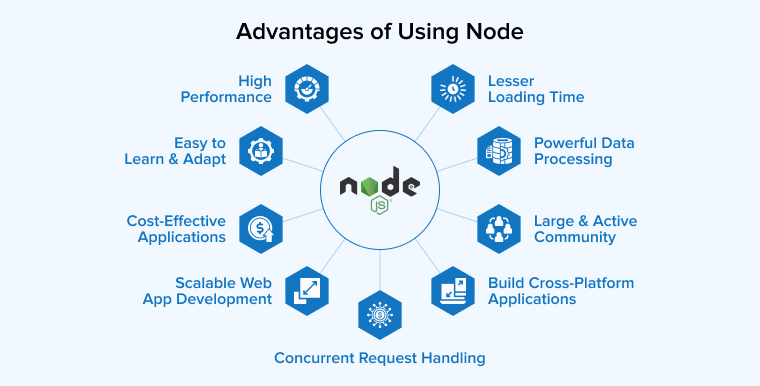 Advantages of Using Node
High
Performance
Lesser
Loading Time
Easy to
Learn & Adapt
Powerful Data
Processing
node
JS
Cost-Effective
Applications
Large & Active
Community
Scalable Web
App Development
Build Cross-Platform
Applications
Concurrent Request Handling